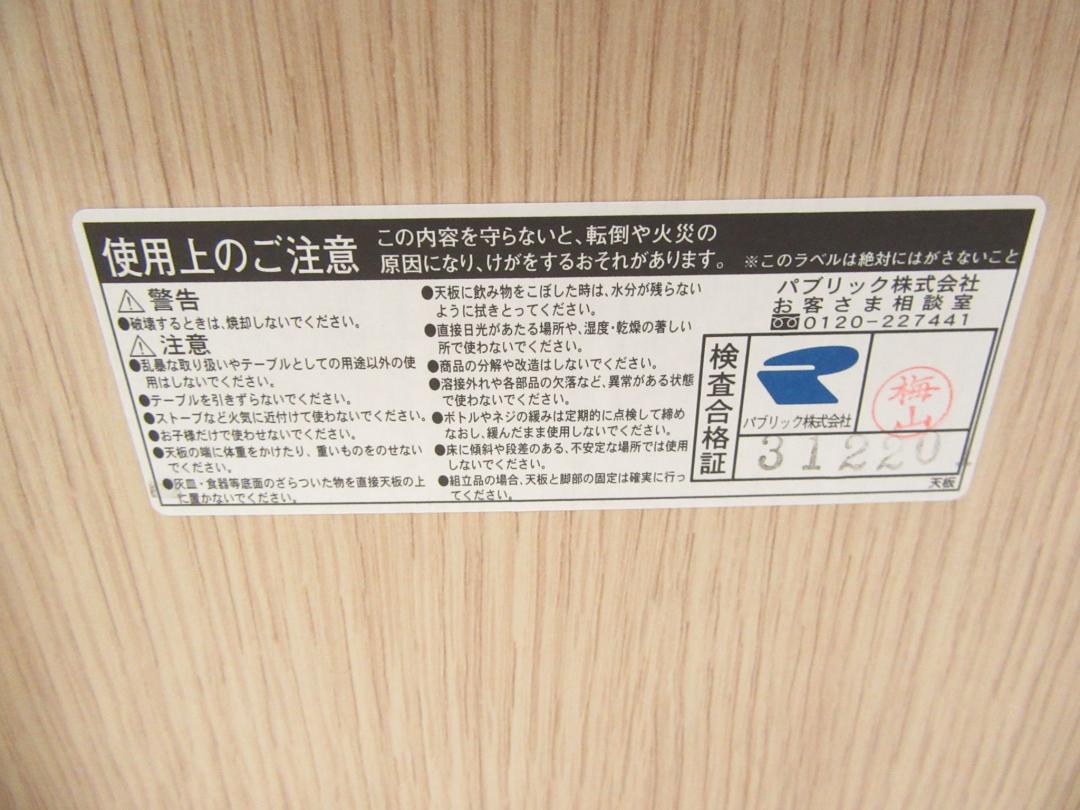 使用上のご注意
この内容を守らないと、転倒や火災の
原因になり、けがをするおそれがあります。
※このラベルは絶対にはがさないこと
警告
●破壊するときは、焼却しないでください。
注意
●乱暴な取り扱いやテーブルとしての用途以外の使
用はしないでください。
●テーブルを引きずらないでください。
●ストーブなど火気に近付けて使わないでください。
●お子様だけで使わせないでください。
●天板の端に体重をかけたり、重いものをのせない
でください。
●灰皿・食器等底面のざらついた物を直接天板の上
に置かないでください。
●天板に飲み物をこぼした時は、水分が残らない
ように拭きとってください。
●直接日光があたる場所や、湿度・乾燥の著しい
所で使わないでください。
●商品の分解や改造はしないでください。
●溶接外れや各部品の欠落など、異常がある状態
で使わないでください。
●ボトルやネジの緩みは定期的に点検して締め
なおし、緩んだまま使用しないでください。
●床に傾斜や段差のある、不安定な場所では使用
しないでください。
●組立品の場合、天板と脚部の固定は確実に行っ
てください。
パブリック株式会社
お客さま相談室
0120-227441
検査合格証
パブリック株式会社
梅山
31220
天板